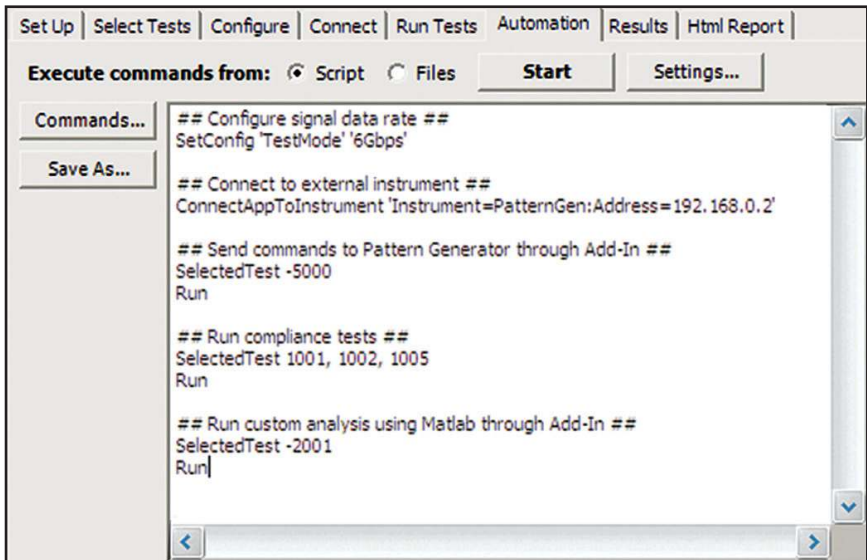 Set Up Select Tests Configure Connect Run Tests Automation Results Html Report
Execute commands from: Script Files Start Settings...
Commands...
Save As...
## Configure signal data rate ##
SetConfig 'TestMode' '6Gbps'
## Connect to external instrument ##
ConnectAppToInstrument 'Instrument=PatternGen:Address=192.168.0.2'
## Send commands to Pattern Generator through Add-In ##
SelectedTest -5000
Run
## Run compliance tests ##
SelectedTest 1001, 1002, 1005
Run
## Run custom analysis using Matlab through Add-In ##
SelectedTest -2001
Run